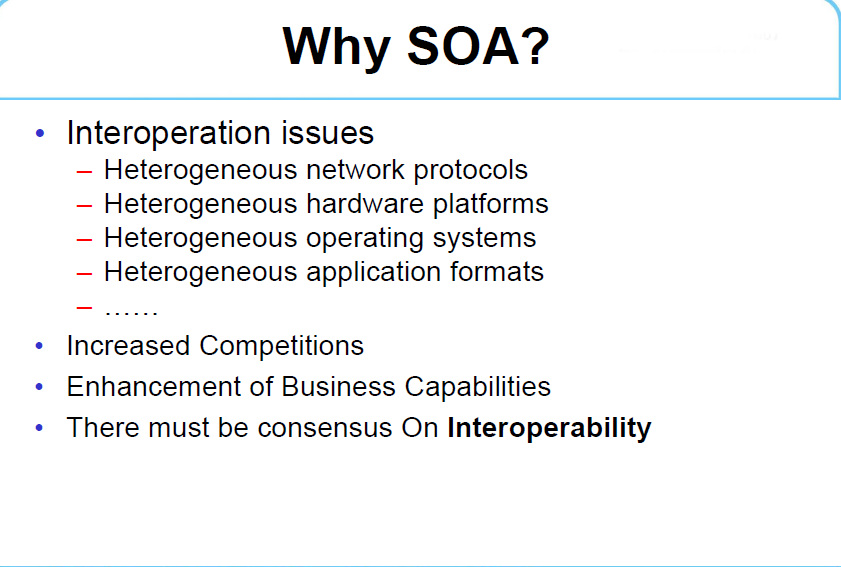 Why SOA?
• Interoperation issues
– Heterogeneous network protocols
– Heterogeneous hardware platforms
– Heterogeneous operating systems
– Heterogeneous application formats
– ……
• Increased Competitions
• Enhancement of Business Capabilities
• There must be consensus On Interoperability